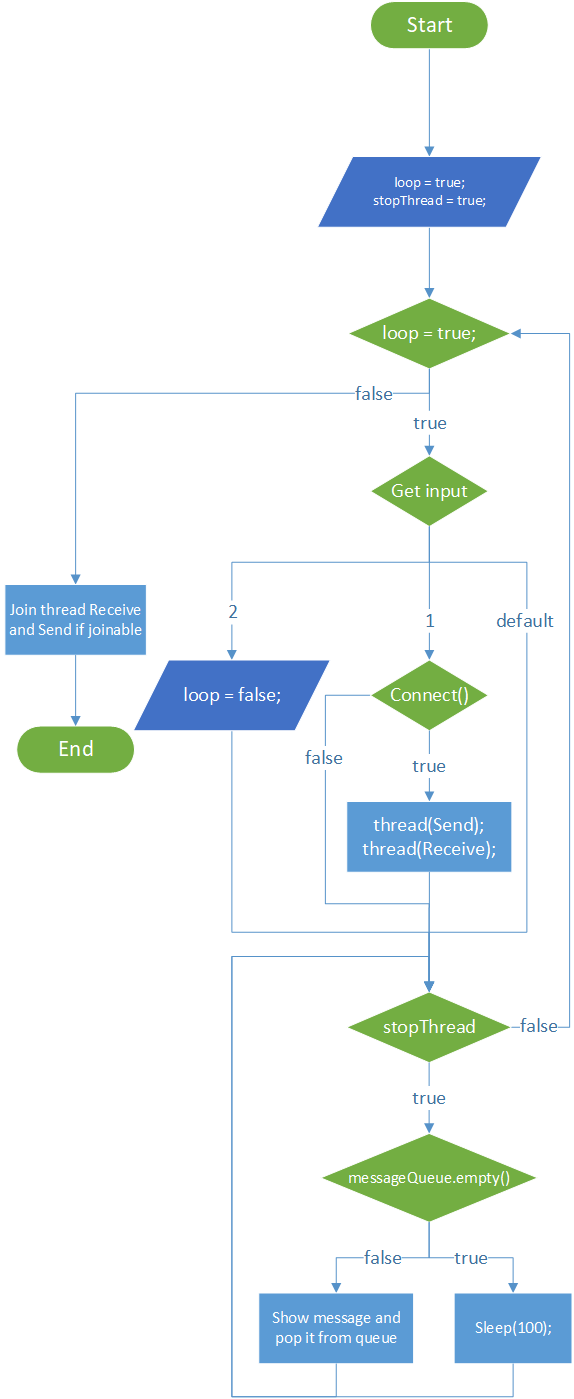 Start
loop = true;
stopThread = true;
loop = true;
false
true
Get input
Join thread Receive
and Send if joinable
2
1
default
loop = false;
Connect()
End
false
true
thread(Send);
thread(Receive);
stopThread
false
true
messageQueue.empty()
false
true
Show message and
pop it from queue
Sleep(100);